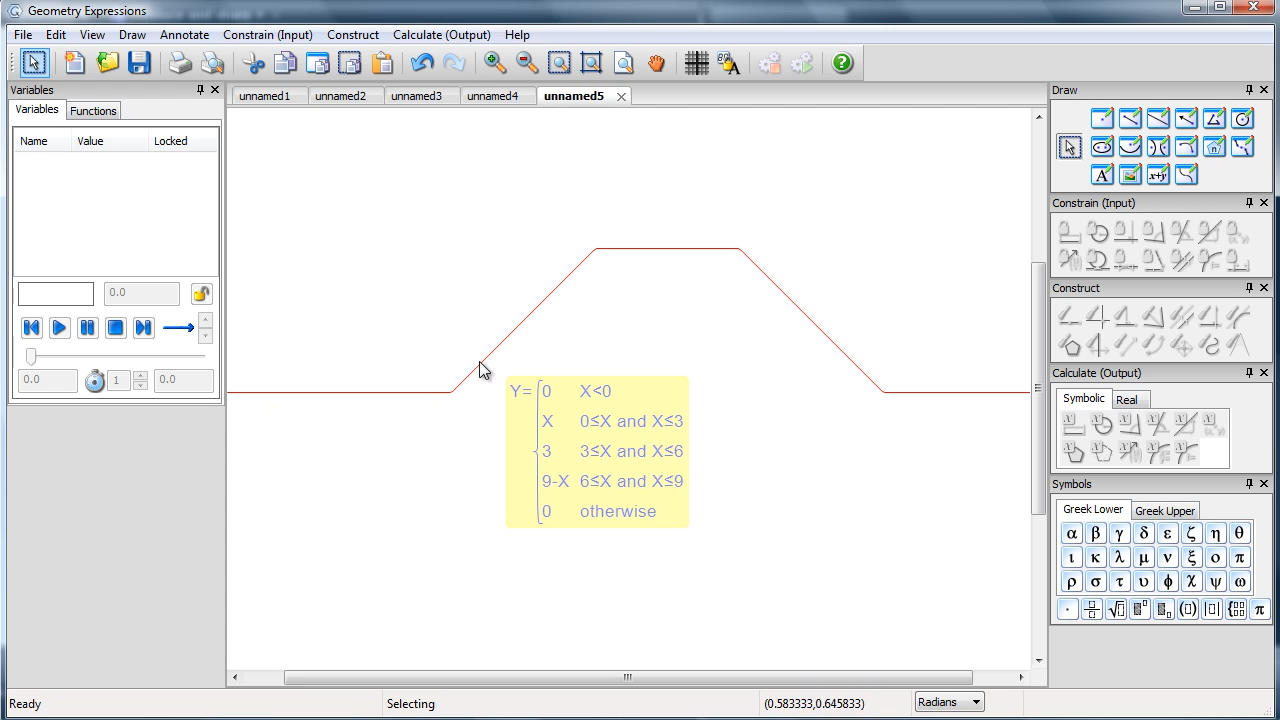 Geometry Expressions
File Edit View Draw Annotate Constrain (Input) Construct Calculate (Output) Help
Variables
Variables Functions
Name Value Locked
0.0
0.0 1 0.0
unnamed1 unnamed2 unnamed3 unnamed4 unnamed5
Y= 0 X<0
X 0≤X and X≤3
3 3≤X and X≤6
9-X 6≤X and X≤9
0 otherwise
Draw
A x+y
Constrain (Input)
Construct
Calculate (Output)
Symbolic Real
Symbols
Greek Lower Greek Upper
α β γ δ ε ζ η θ
ι κ λ μ ν ξ ο π
ρ σ τ υ φ χ ψ ω
π
Ready Selecting (0.583333,0.645833) Radians